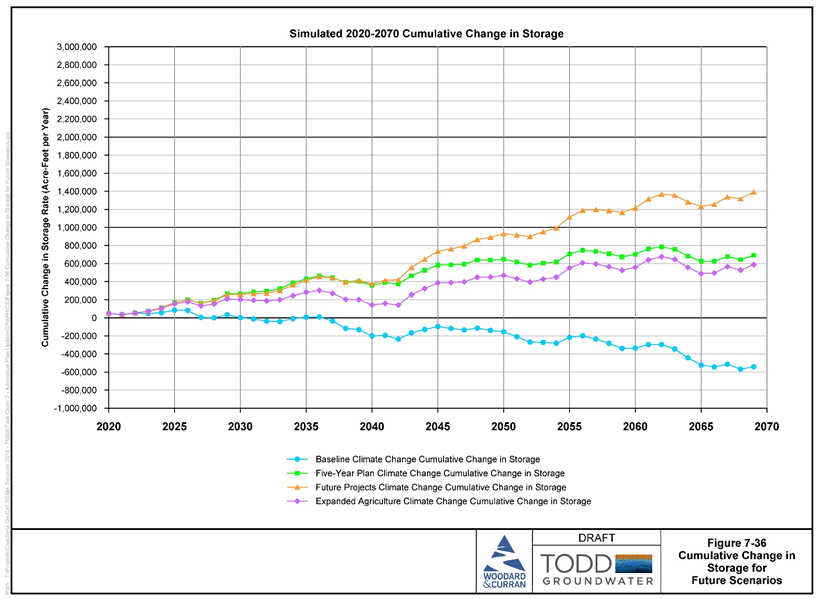 Simulated 2020-2070 Cumulative Change in Storage
Cumulative Change in Storage Rate (Acre-Feet per Year)
3,000,000
2,800,000
2,600,000
2,400,000
2,200,000
2,000,000
1,800,000
1,600,000
1,400,000
1,200,000
1,000,000
800,000
600,000
400,000
200,000
0
-200,000
-400,000
-600,000
-800,000
-1,000,000
2020 2025 2030 2035 2040 2045 2050 2055 2060 2065 2070
Baseline Climate Change Cumulative Change in Storage
Five-Year Plan Climate Change Cumulative Change in Storage
Future Projects Climate Change Cumulative Change in Storage
Expanded Agriculture Climate Change Cumulative Change in Storage
WOODARD
&CURRAN
DRAFT
TODD
GROUNDWATER
Figure 7-36
Cumulative Change in
Storage for
Future Scenarios